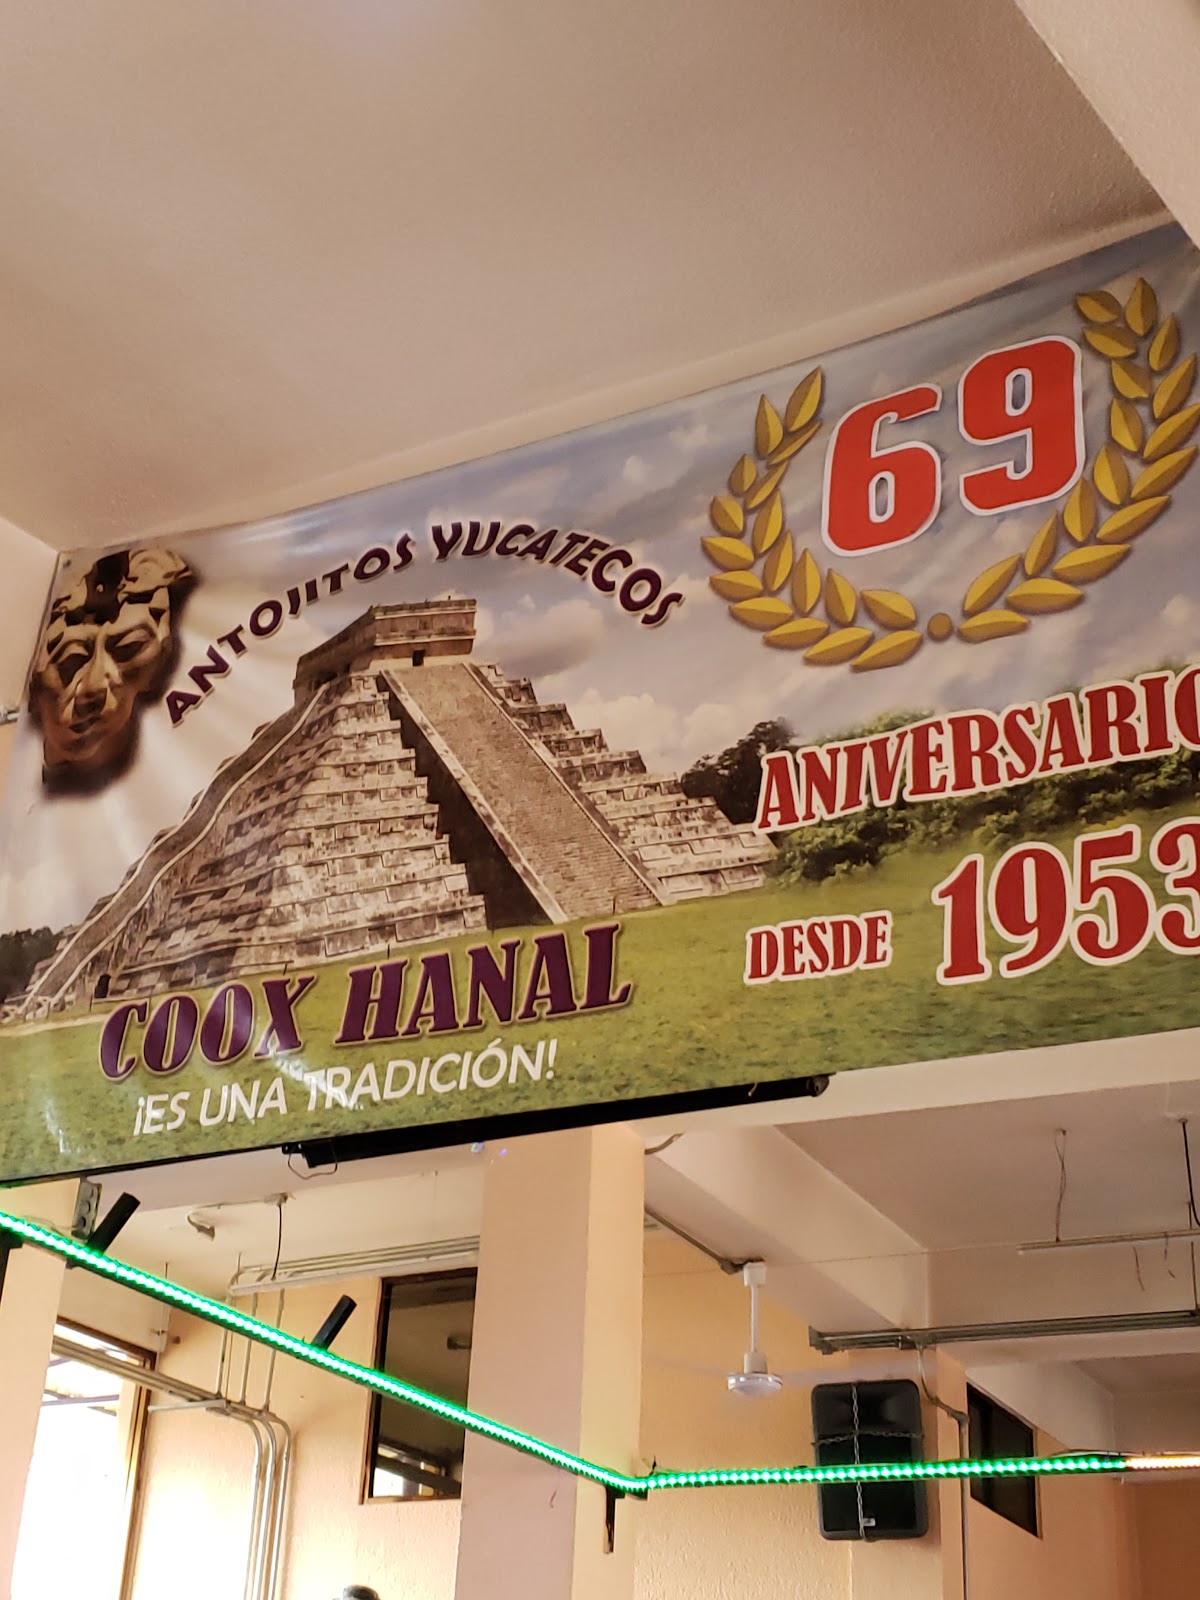 ANTOJITOS YUCATECOS
COOX HANAL
¡ES UNA TRADICIÓN!
69
ANIVERSARIO
DESDE 1953